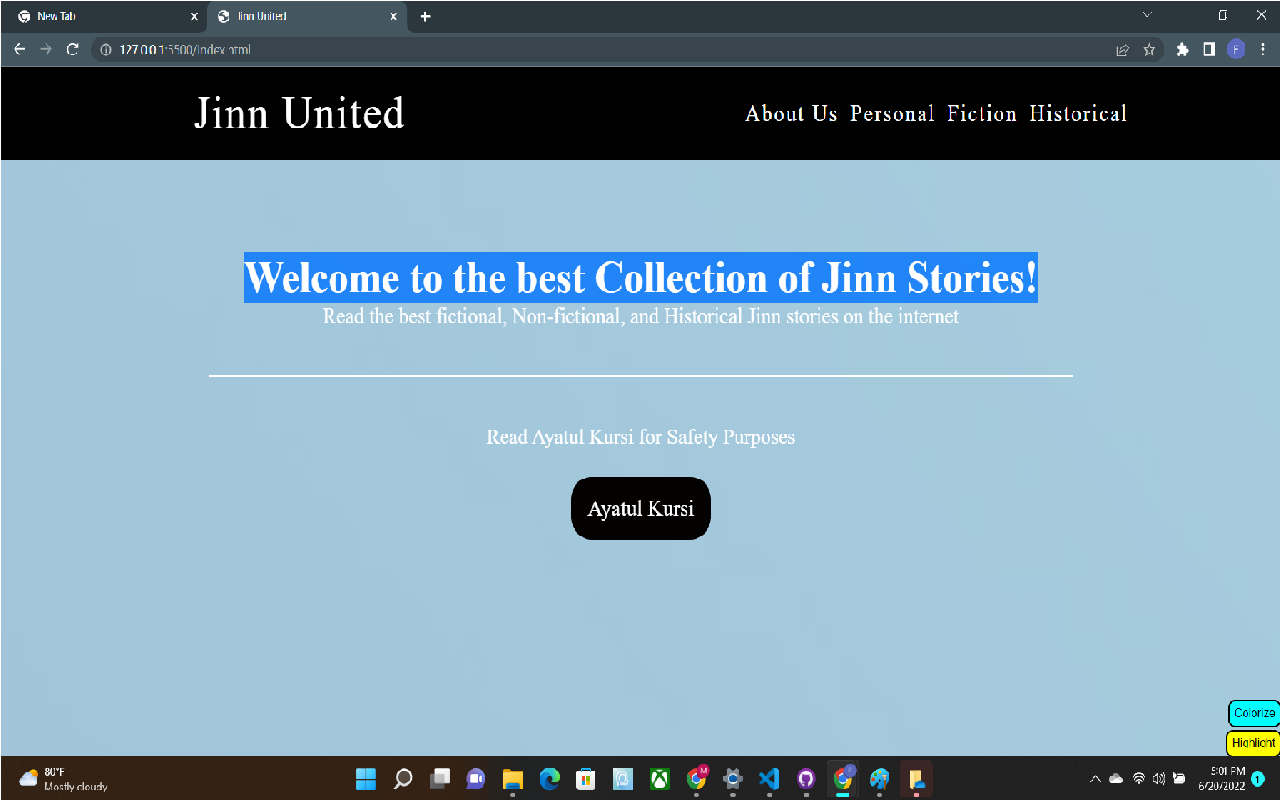 New Tab
Jinn United
127.0.0.1:5500/index.html
Jinn United
About Us Personal Fiction Historical
Welcome to the best Collection of Jinn Stories!
Read the best fictional, Non-fictional, and Historical Jinn stories on the internet
Read Ayatul Kursi for Safety Purposes
Ayatul Kursi
Colorize
Highlight
80°F
Mostly cloudy
5:01 PM
6/20/2022
1